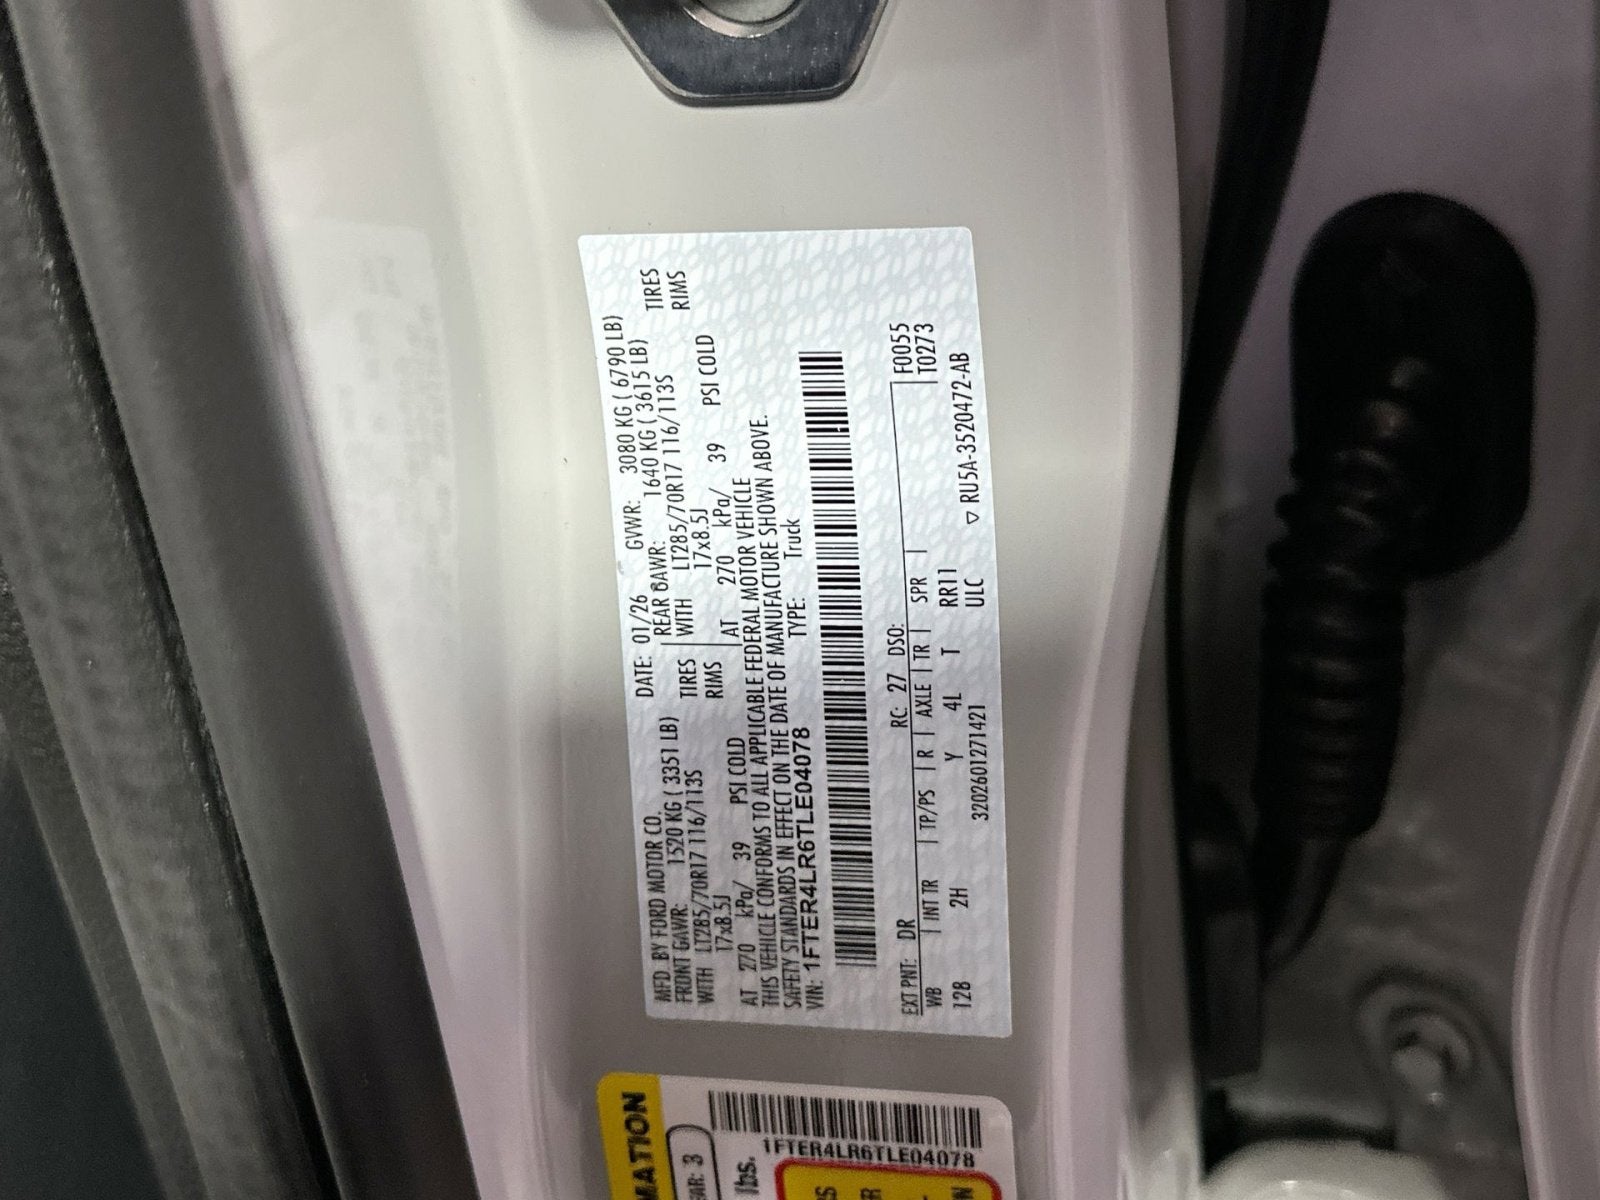 MFD. BY FORD MOTOR CO.
DATE: 01/26 GVWR: 3080 KG ( 6790 LB)
FRONT GAWR: 1520 KG ( 3351 LB)
REAR GAWR: 1640 KG ( 3615 LB)
WITH LT285/70R17 116/113S TIRES
WITH LT285/70R17 116/113S TIRES
17x8.5J RIMS
17x8.5J RIMS
AT 270 kPa/ 39 PSI COLD
AT 270 kPa/ 39 PSI COLD
THIS VEHICLE CONFORMS TO ALL APPLICABLE FEDERAL MOTOR VEHICLE
SAFETY STANDARDS IN EFFECT ON THE DATE OF MANUFACTURE SHOWN ABOVE.
VIN: 1FTER4LR6TLE04078 TYPE: Truck
EXT PNT: DR RC: 27 DSO: F0055
WB | INT TR | TP/PS | R | AXLE | TR | SPR | T0273
128 2H Y 4L T RR11
3202601271421 ULC ▽ RU5A-3520472-AB
MATION
AR: 3
lbs.
1FTER4LR6TLE04078